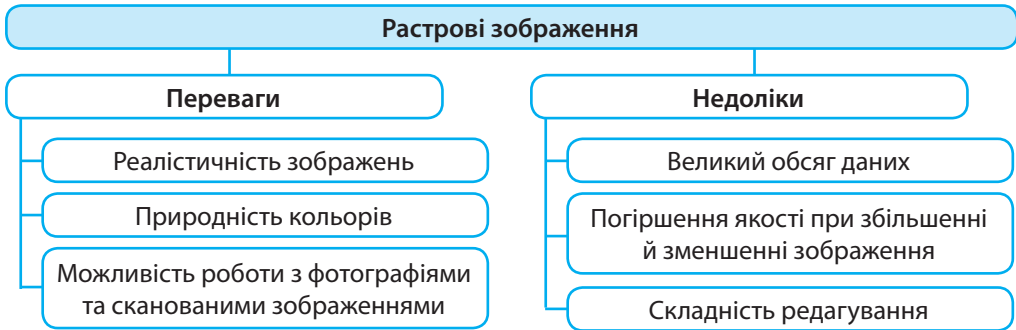 Растрові зображення
Переваги
Реалістичність зображень
Природність кольорів
Можливість роботи з фотографіями
та сканованими зображеннями
Недоліки
Великий обсяг даних
Погіршення якості при збільшенні
й зменшенні зображення
Складність редагування